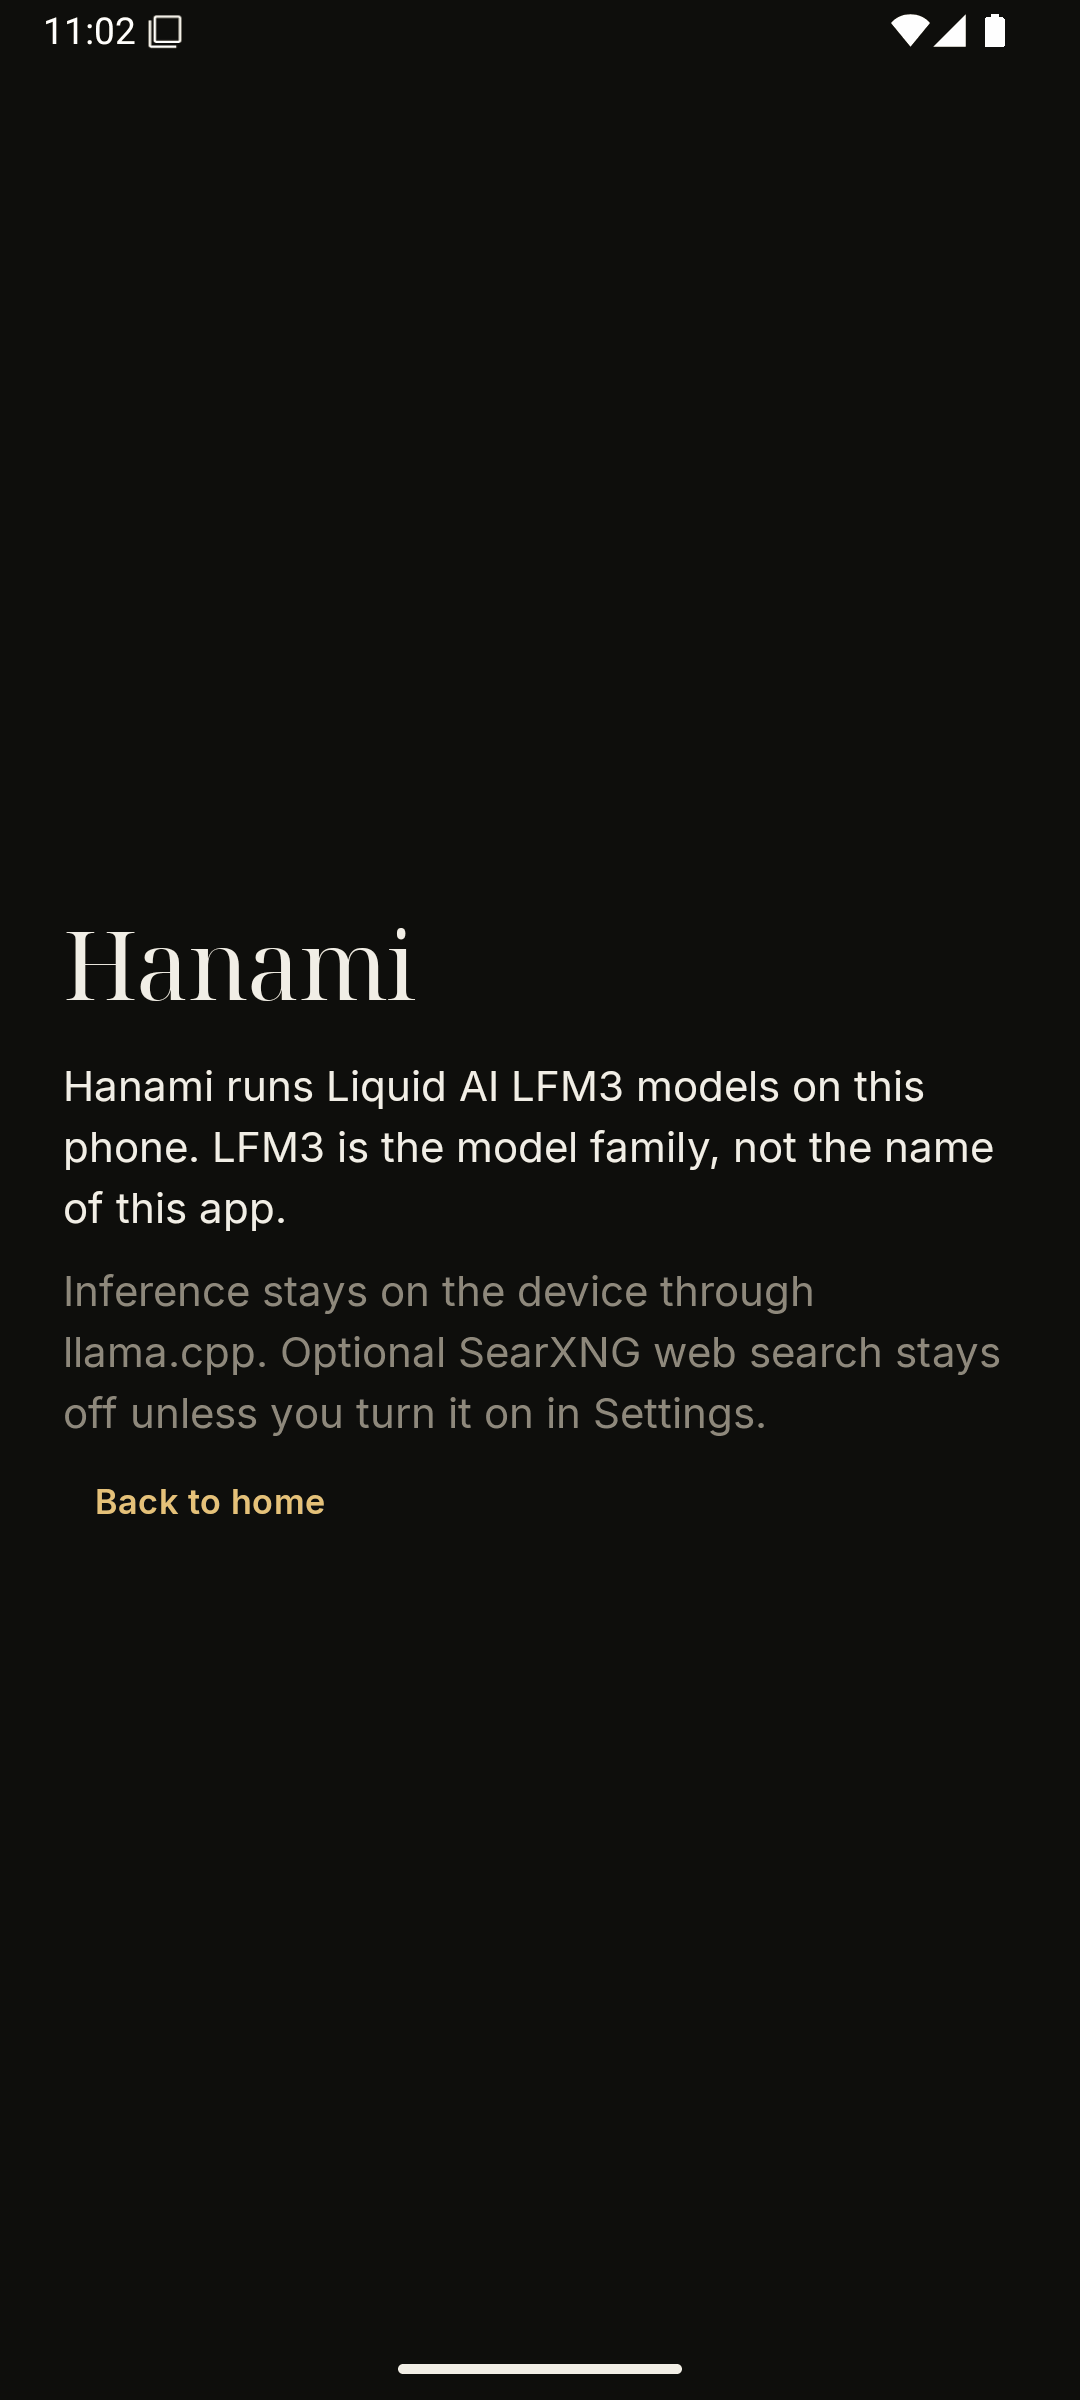 11:02
Hanami
Hanami runs Liquid AI LFM3 models on this
phone. LFM3 is the model family, not the name
of this app.
Inference stays on the device through
llama.cpp. Optional SearXNG web search stays
off unless you turn it on in Settings.
Back to home